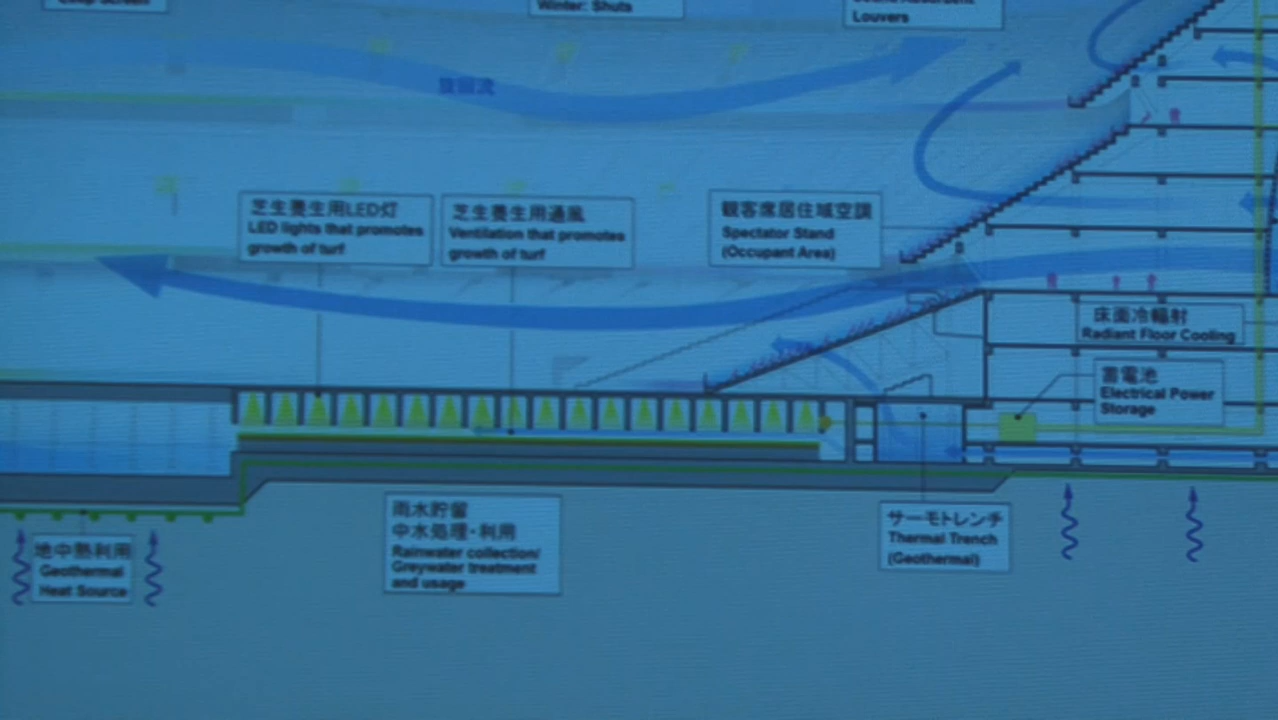 Winter: Shuts
Louvers
芝生養生用LED灯
LED lights that promotes
growth of turf
芝生養生用通風
Ventilation that promotes
growth of turf
観客席居住域空調
Spectator Stand
(Occupant Area)
床面冷輻射
Radiant Floor Cooling
蓄電池
Electrical Power
Storage
雨水貯留
中水処理・利用
Rainwater collection/
Greywater treatment
and usage
サーモトレンチ
Thermal Trench
(Geothermal)
地中熱利用
Geothermal
Heat Source